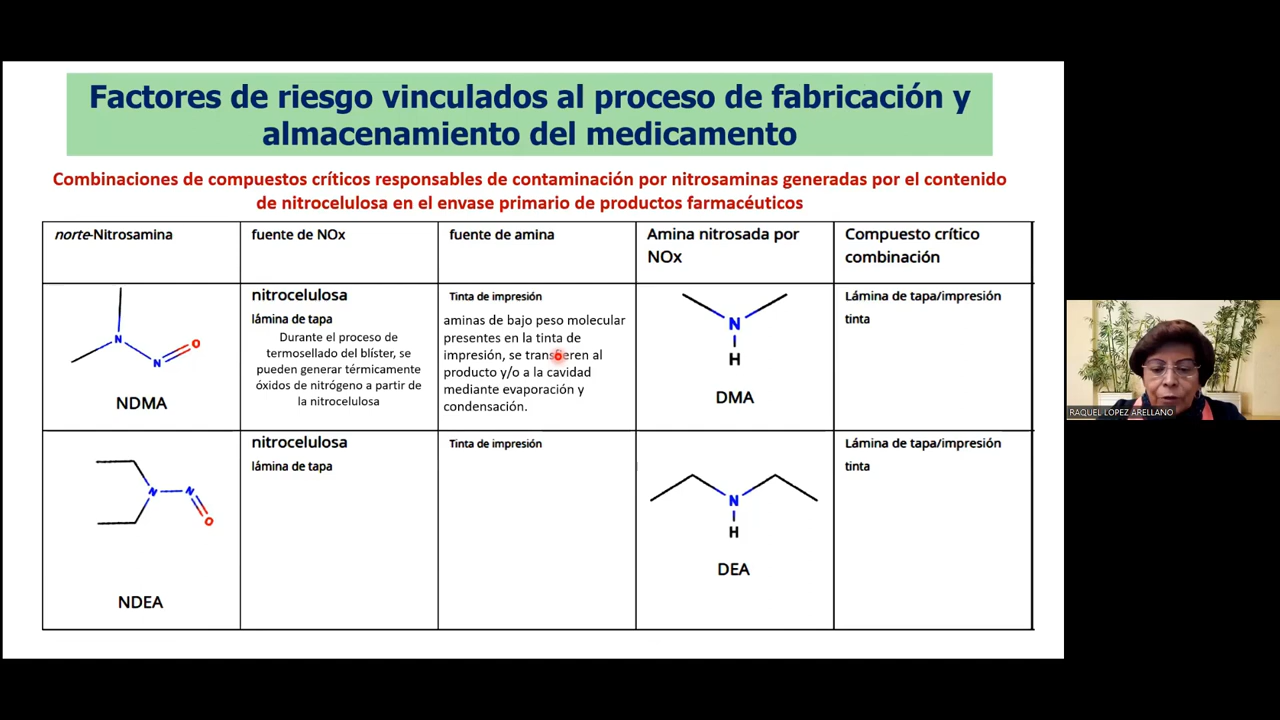 Factores de riesgo vinculados al proceso de fabricación y
almacenamiento del medicamento
Combinaciones de compuestos críticos responsables de contaminación por nitrosaminas generadas por el contenido
de nitrocelulosa en el envase primario de productos farmacéuticos
norte-Nitrosamina
fuente de NOx
fuente de amina
Amina nitrosada por
NOx
Compuesto crítico
combinación
N
N
O
NDMA
nitrocelulosa
lámina de tapa
Durante el proceso de
termosellado del blíster, se
pueden generar térmicamente
óxidos de nitrógeno a partir de
la nitrocelulosa
Tinta de impresión
aminas de bajo peso molecular
presentes en la tinta de
impresión, se transfieren al
producto y/o a la cavidad
mediante evaporación y
condensación.
N
H
DMA
Lámina de tapa/impresión
tinta
N
N
O
NDEA
nitrocelulosa
lámina de tapa
Tinta de impresión
N
H
DEA
Lámina de tapa/impresión
tinta
RAQUEL LOPEZ ARELLANO